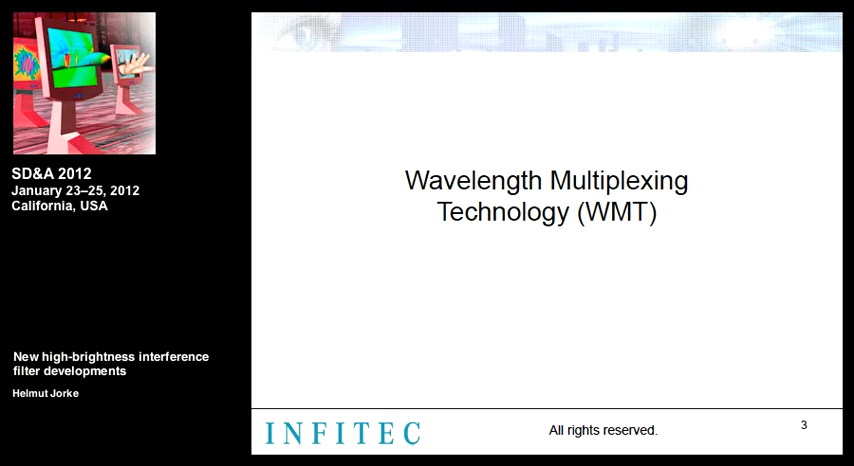 SD&A 2012
January 23–25, 2012
California, USA
New high-brightness interference
filter developments
Helmut Jorke
Wavelength Multiplexing
Technology (WMT)
INFITEC
All rights reserved.
3